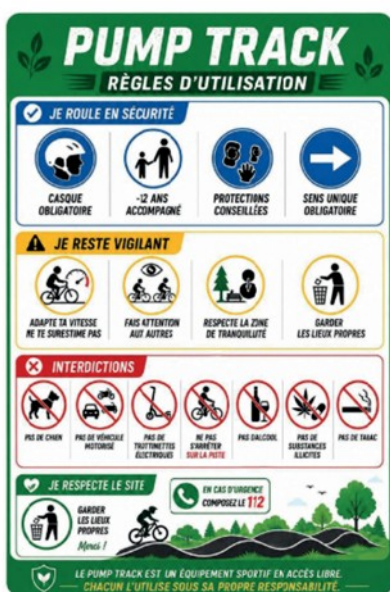 PUMP TRACK
RÈGLES D'UTILISATION
JE ROULE EN SÉCURITÉ
CASQUE
OBLIGATOIRE
-12 ANS
ACCOMPAGNÉ
PROTECTIONS
CONSEILLÉES
SENS UNIQUE
OBLIGATOIRE
JE RESTE VIGILANT
ADAPTE TA VITESSE
NE TE SURESTIME PAS
FAIS ATTENTION
AUT AUTRES
RESPECTE LA ZONE
DE TRANQUILUTÉ
GARDER
LES LIEUX PROPRES
INTERDICTIONS
PAS DE CHIEN
PAS DE VÉHICULE
MOTORISÉ
PAS DE
TROTTINETTES
ÉLECTRIQUES
NE PAS
S'ARRÊTER
SUR LA PISTE
PAS DALCOOL
PAS DE
SUBSTANCES
ILLICITES
PAS DE TABAC
JE RESPECTE LE SITE
GARDER
LES LIEUX
PROPRES
Merci !
EN CAS D'URGENCE
COMPOSEZ LE 112
LE PUMP TRACK EST UN ÉQUIPEMENT SPORTIF EN ACCÈS LIBRE.
CHACUN L'UTILISE SOUS SA PROPRE RESPONSABILITÉ.